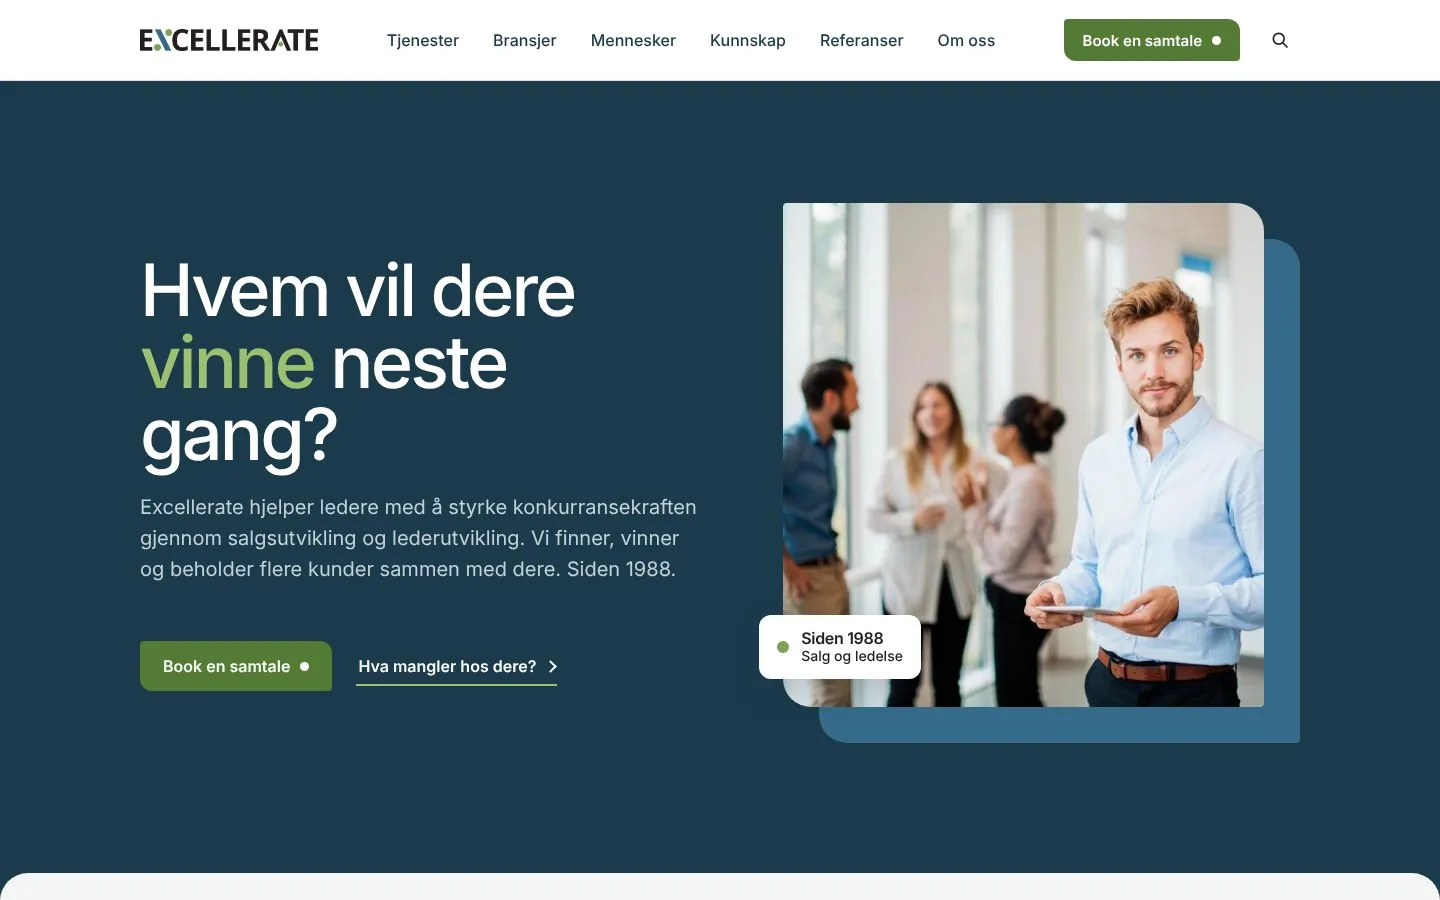 EXCELLERATE
Tjenester
Bransjer
Mennesker
Kunnskap
Referanser
Om oss
Book en samtale
Hvem vil dere
vinne neste
gang?
Excellerate hjelper ledere med å styrke konkurransekraften
gjennom salgsutvikling og lederutvikling. Vi finner, vinner
og beholder flere kunder sammen med dere. Siden 1988.
Book en samtale
Hva mangler hos dere?
Siden 1988
Salg og ledelse